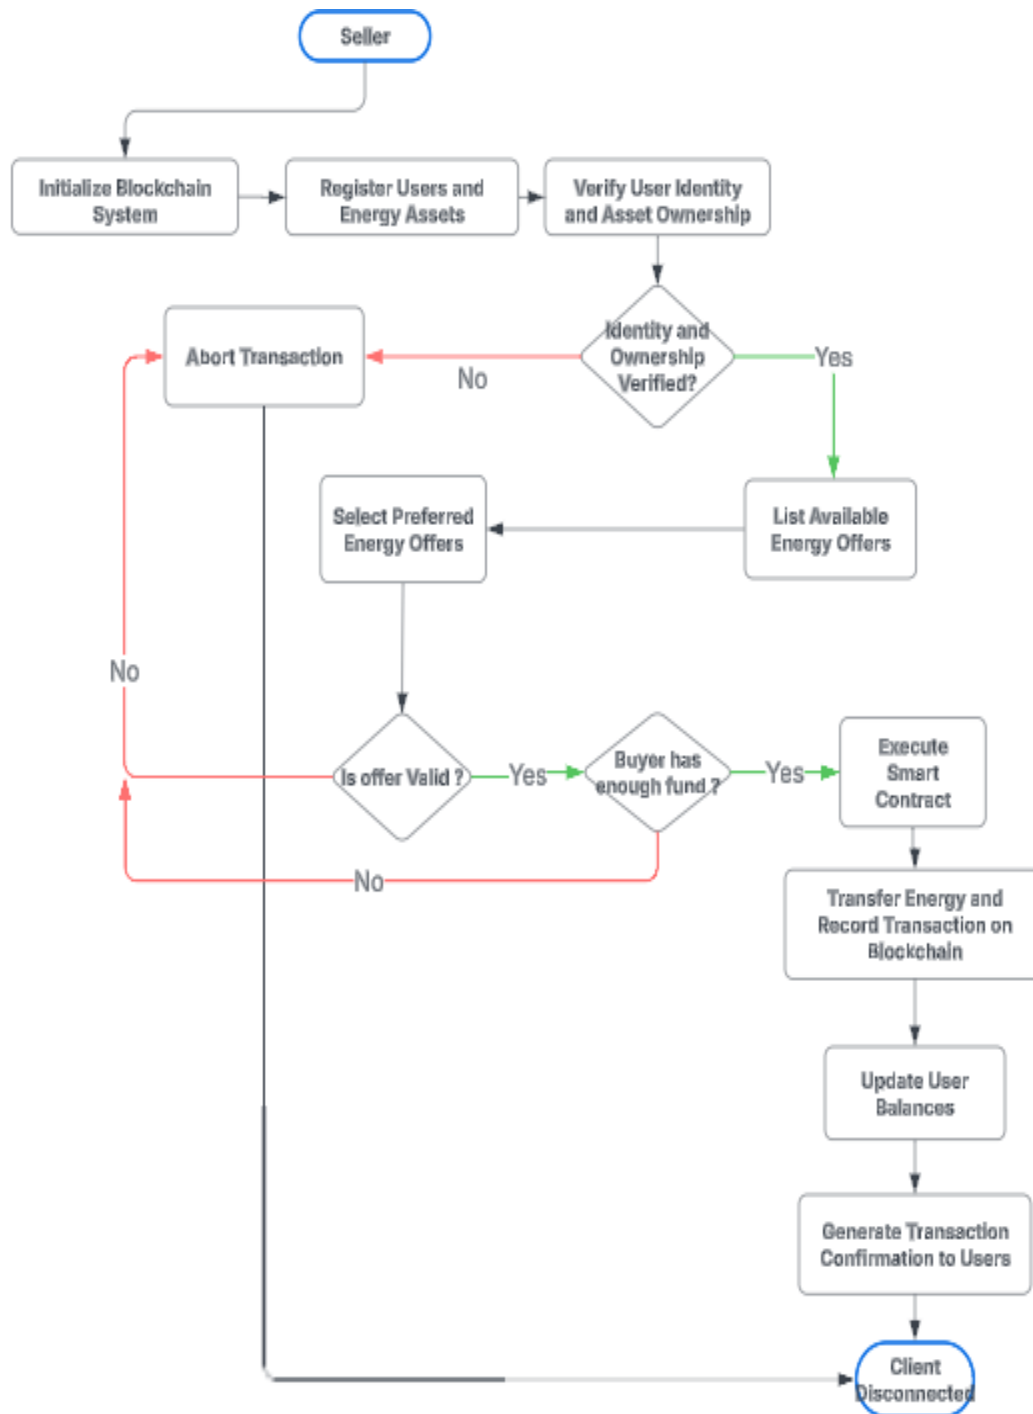 Seller
Initialize Blockchain
System
Register Users and
Energy Assets
Verify User Identity
and Asset Ownership
Identity and
Ownership
Verified?
Abort Transaction
No
Yes
Select Preferred
Energy Offers
List Available
Energy Offers
No
Is offer Valid ?
Yes
Buyer has
enough fund ?
Yes
Execute
Smart
Contract
No
Transfer Energy and
Record Transaction on
Blockchain
Update User
Balances
Generate Transaction
Confirmation to Users
Client
Disconnected